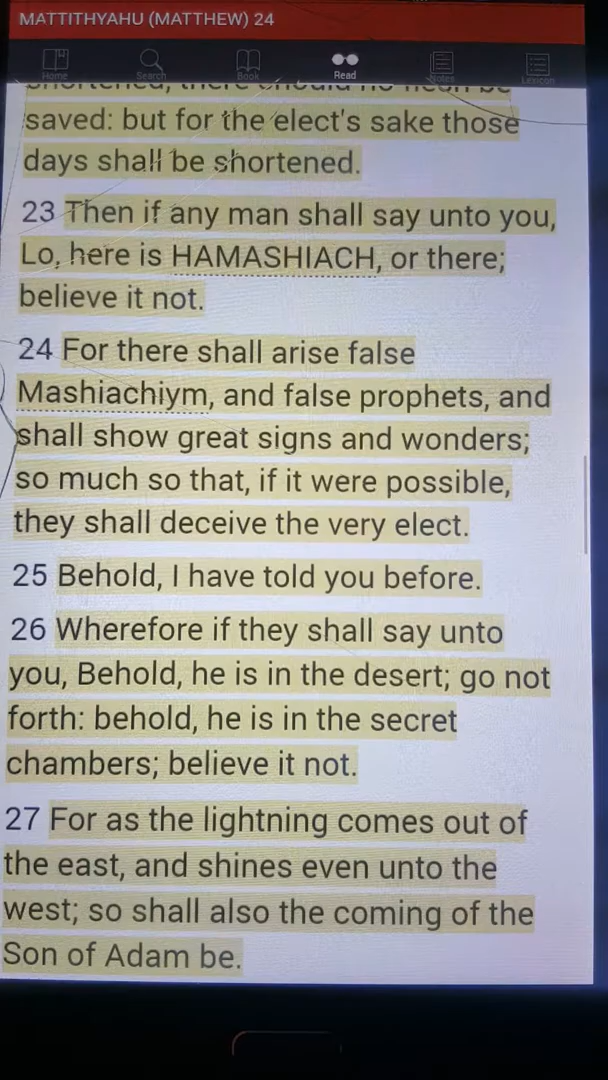 MATTITHYAHU (MATTHEW) 24
Home Search Book Read Notes Lexicon
shortened, there should no flesh be
saved: but for the elect's sake those
days shall be shortened.
23 Then if any man shall say unto you,
Lo, here is HAMASHIACH, or there;
believe it not.
24 For there shall arise false
Mashiachiym, and false prophets, and
shall show great signs and wonders;
so much so that, if it were possible,
they shall deceive the very elect.
25 Behold, I have told you before.
26 Wherefore if they shall say unto
you, Behold, he is in the desert; go not
forth: behold, he is in the secret
chambers; believe it not.
27 For as the lightning comes out of
the east, and shines even unto the
west; so shall also the coming of the
Son of Adam be.